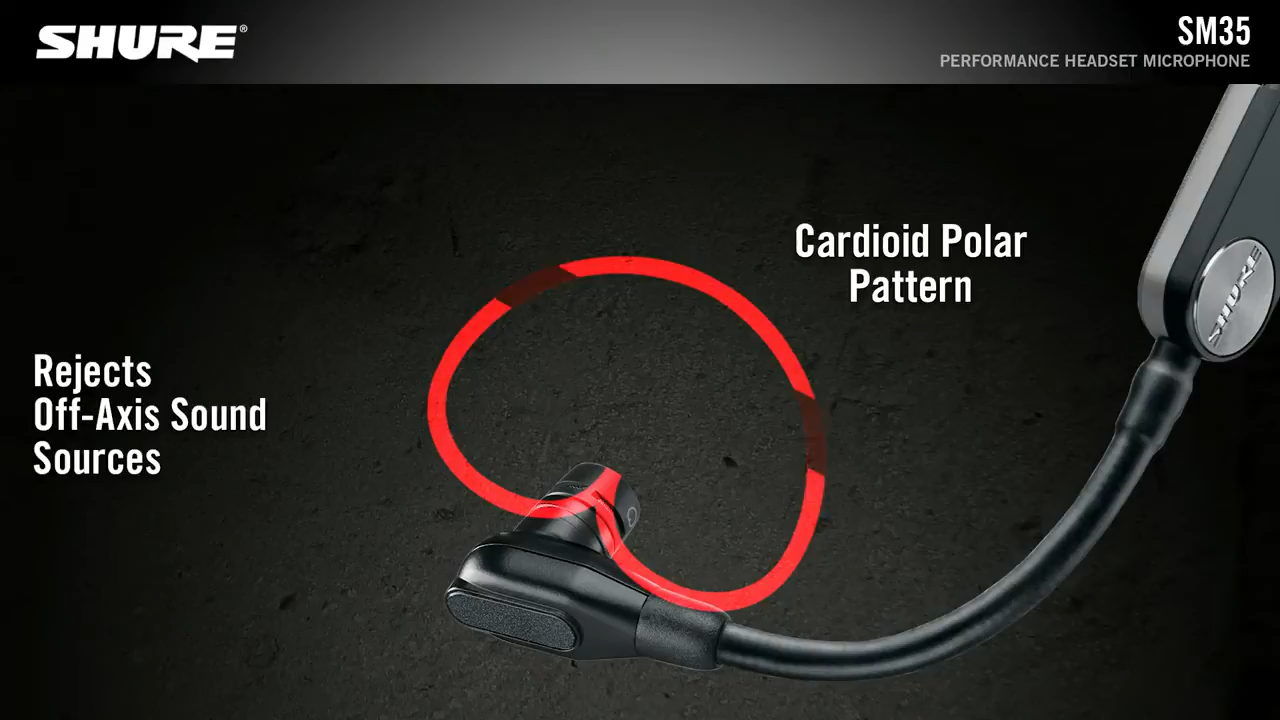 SHURE®
SM35
PERFORMANCE HEADSET MICROPHONE
Cardioid Polar
Pattern
Rejects
Off-Axis Sound
Sources
SHURE